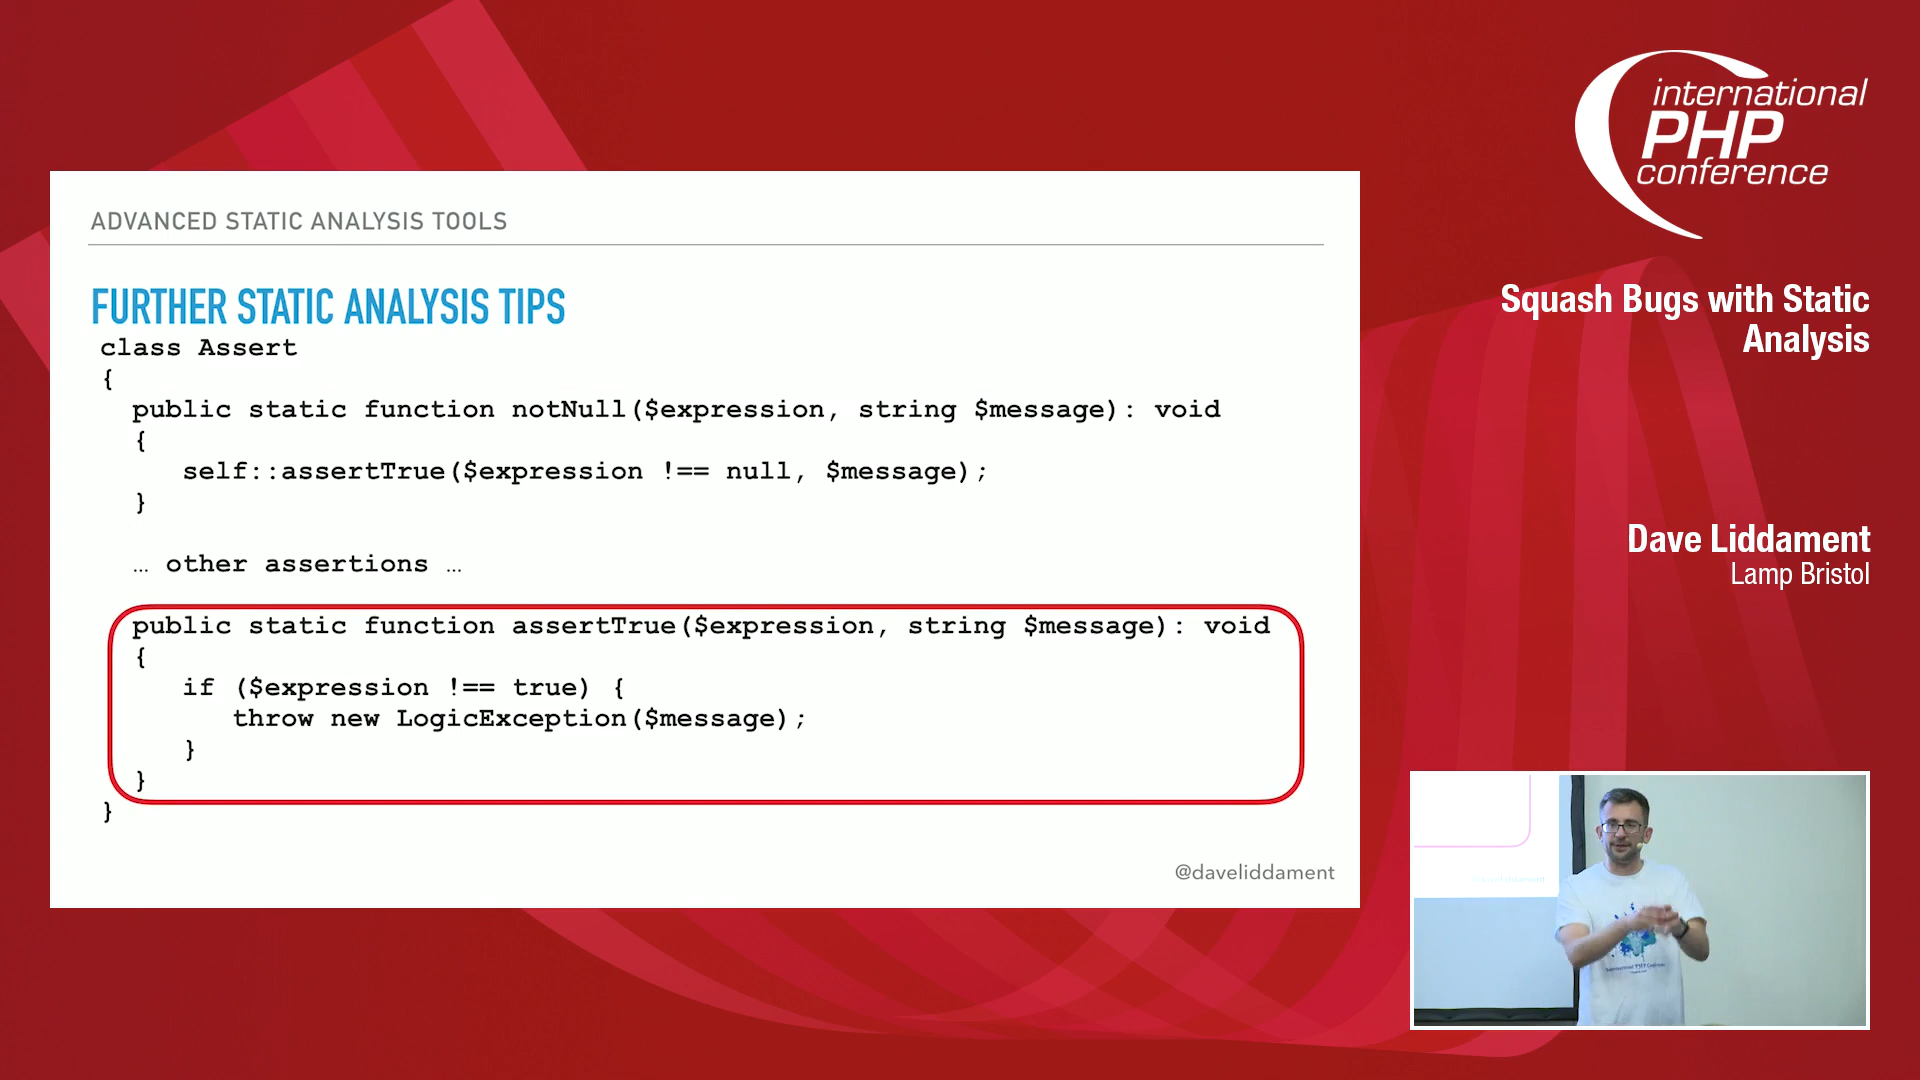 ADVANCED STATIC ANALYSIS TOOLS
FURTHER STATIC ANALYSIS TIPS
class Assert
{
public static function notNull($expression, string $message): void
{
self::assertTrue($expression !== null, $message);
}
… other assertions …
public static function assertTrue($expression, string $message): void
{
if ($expression !== true) {
throw new LogicException($message);
}
}
}
@daveliddament
international
PHP
conference
Squash Bugs with Static
Analysis
Dave Liddament
Lamp Bristol